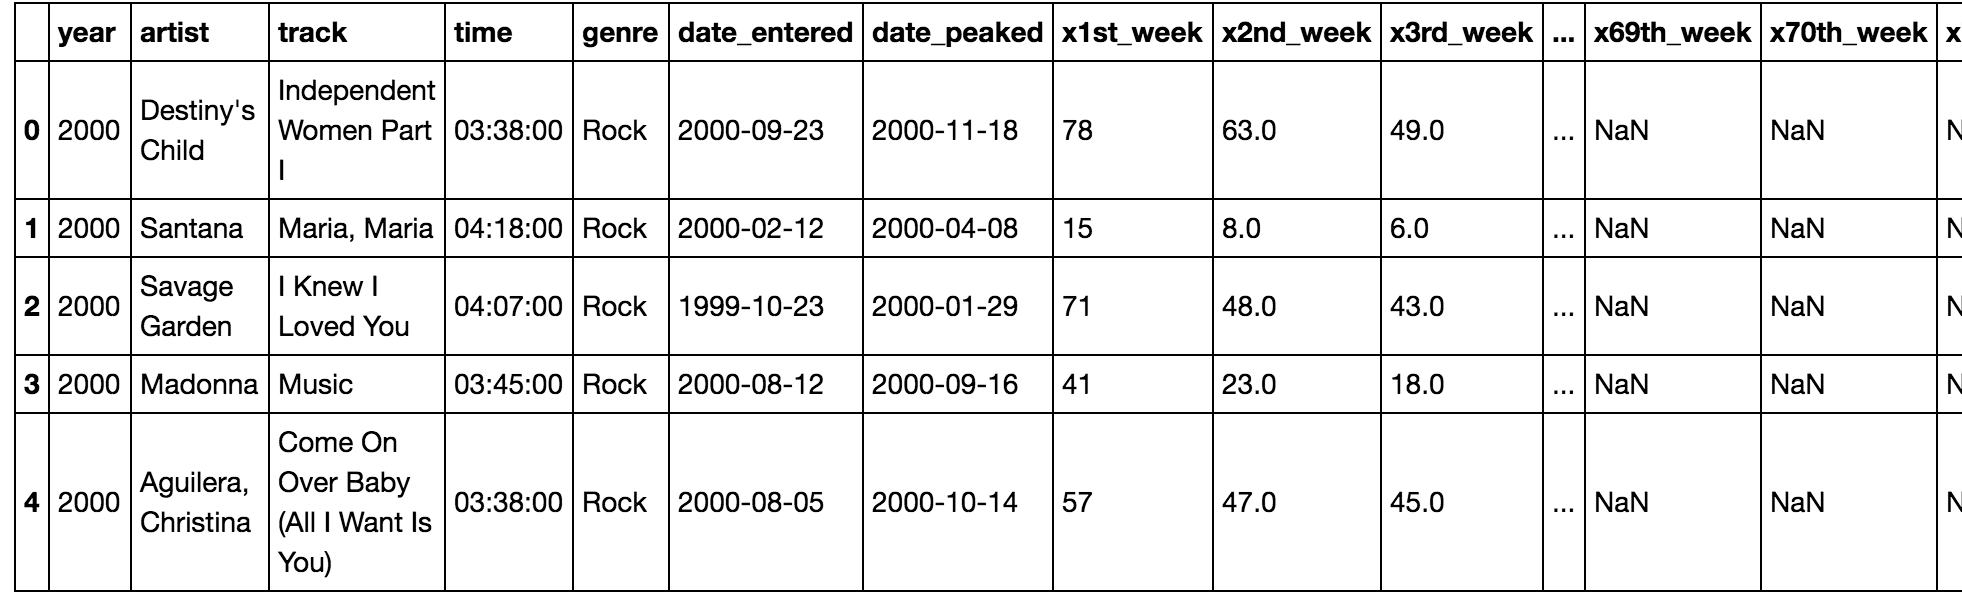 year artist track time genre date_entered date_peaked x1st_week x2nd_week x3rd_week ... x69th_week x70th_week x
0 2000 Destiny's Child Independent Women Part I 03:38:00 Rock 2000-09-23 2000-11-18 78 63.0 49.0 ... NaN NaN N
1 2000 Santana Maria, Maria 04:18:00 Rock 2000-02-12 2000-04-08 15 8.0 6.0 ... NaN NaN N
2 2000 Savage Garden I Knew I Loved You 04:07:00 Rock 1999-10-23 2000-01-29 71 48.0 43.0 ... NaN NaN N
3 2000 Madonna Music 03:45:00 Rock 2000-08-12 2000-09-16 41 23.0 18.0 ... NaN NaN N
4 2000 Aguilera, Christina Come On Over Baby (All I Want Is You) 03:38:00 Rock 2000-08-05 2000-10-14 57 47.0 45.0 ... NaN NaN N